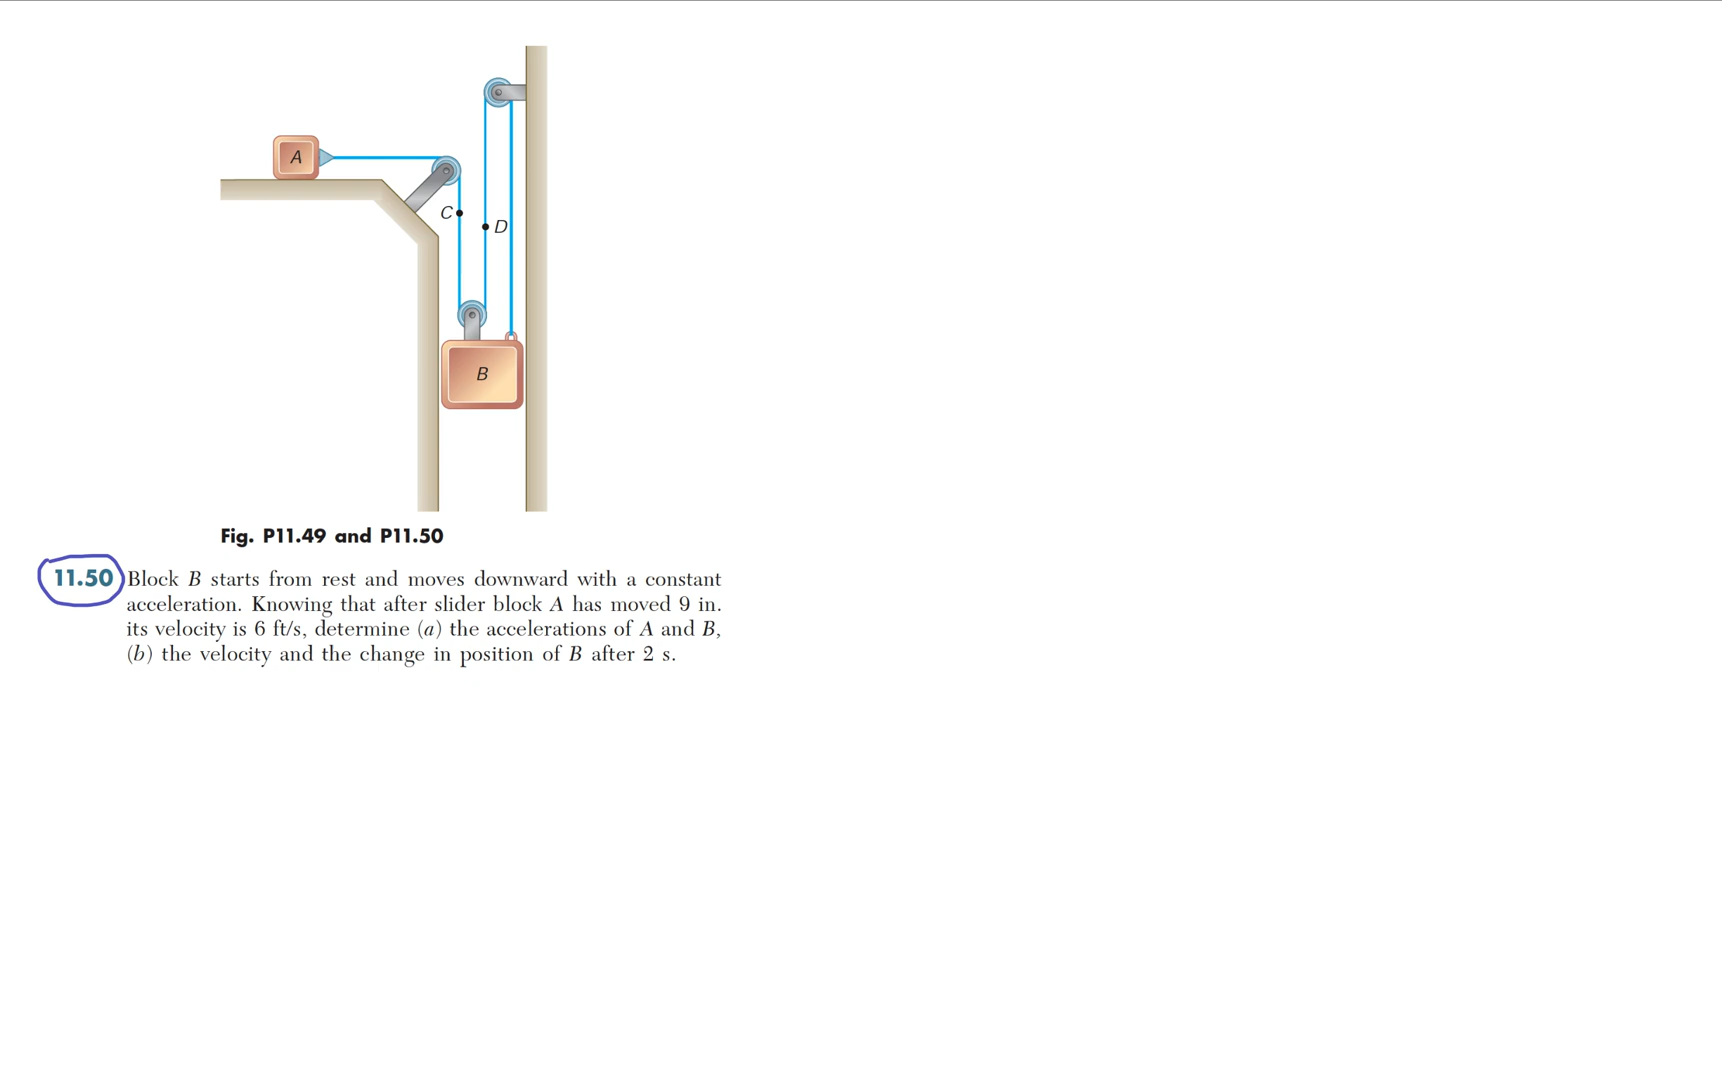 A
C
D
B
Fig. P11.49 and P11.50
11.50 Block B starts from rest and moves downward with a constant
acceleration. Knowing that after slider block A has moved 9 in.
its velocity is 6 ft/s, determine (a) the accelerations of A and B,
(b) the velocity and the change in position of B after 2 s.